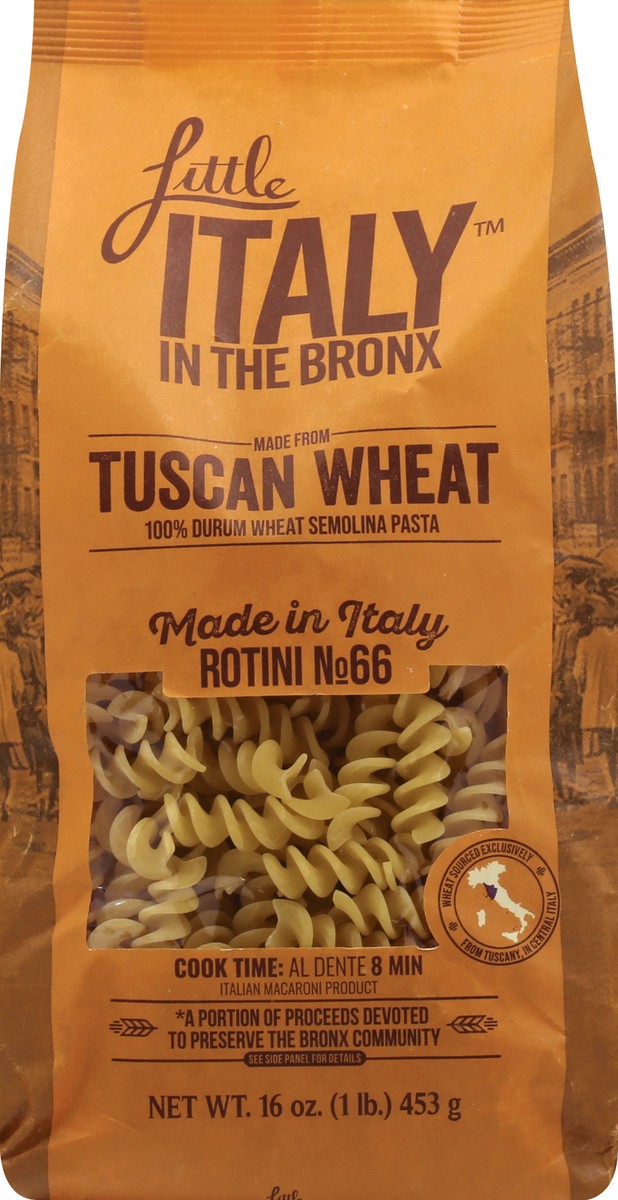 Little
ITALY™
IN THE BRONX
MADE FROM
TUSCAN WHEAT
100% DURUM WHEAT SEMOLINA PASTA
Made in Italy
ROTINI №66
WHEAT SOURCED EXCLUSIVELY
FROM TUSCANY, IN CENTRAL ITALY
COOK TIME: AL DENTE 8 MIN
ITALIAN MACARONI PRODUCT
*A PORTION OF PROCEEDS DEVOTED
TO PRESERVE THE BRONX COMMUNITY
SEE SIDE PANEL FOR DETAILS
NET WT. 16 oz. (1 lb.) 453 g
Little